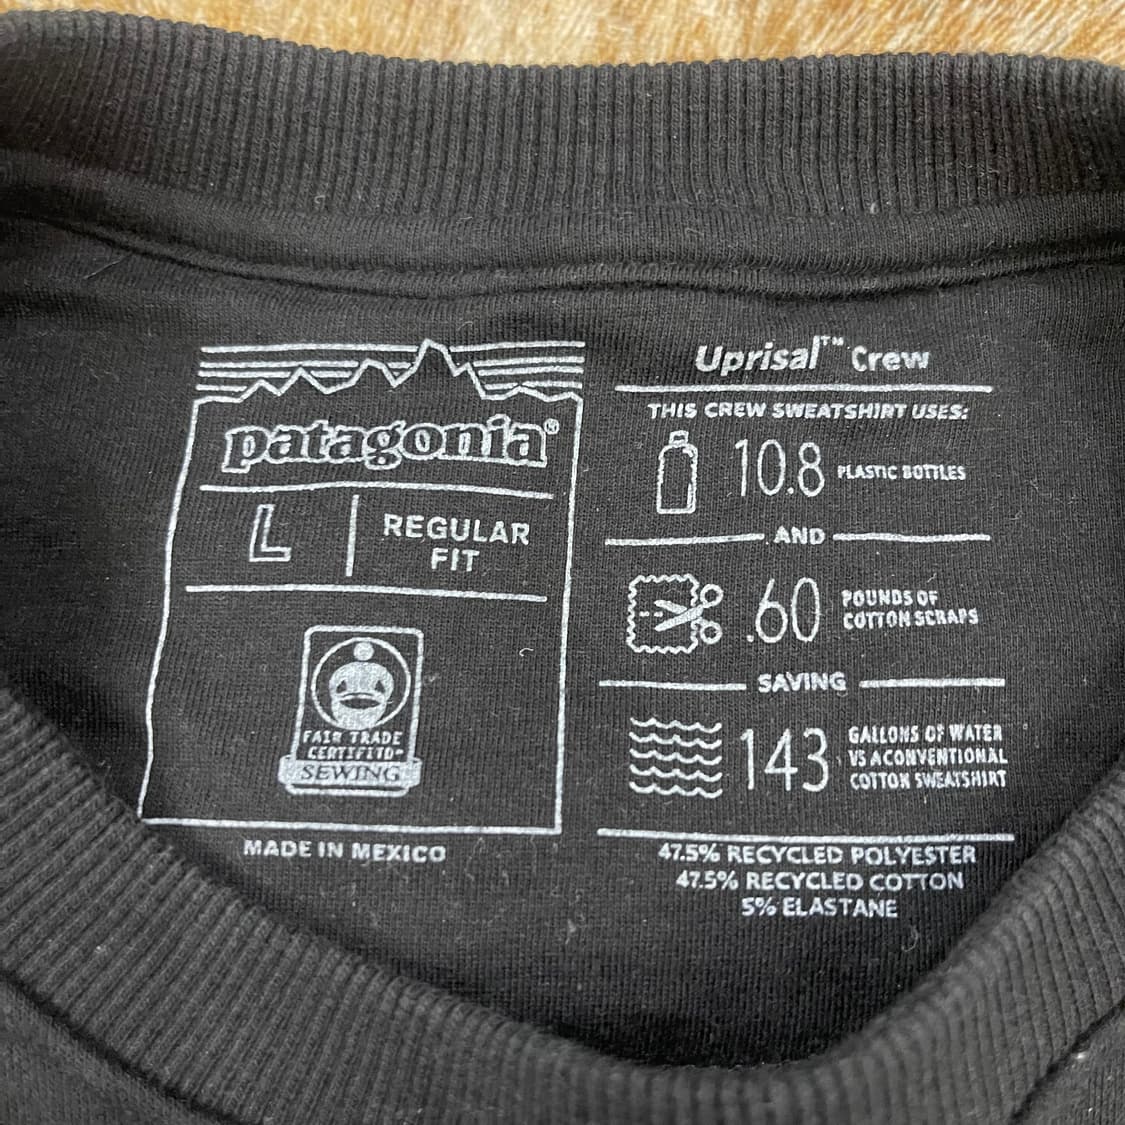 patagonia®
L
REGULAR
FIT
FAIR TRADE
CERTIFIED™
SEWING
MADE IN MEXICO
Uprisal™ Crew
THIS CREW SWEATSHIRT USES:
10.8 PLASTIC BOTTLES
AND
.60 POUNDS OF
COTTON SCRAPS
SAVING
143 GALLONS OF WATER
VS A CONVENTIONAL
COTTON SWEATSHIRT
47.5% RECYCLED POLYESTER
47.5% RECYCLED COTTON
5% ELASTANE